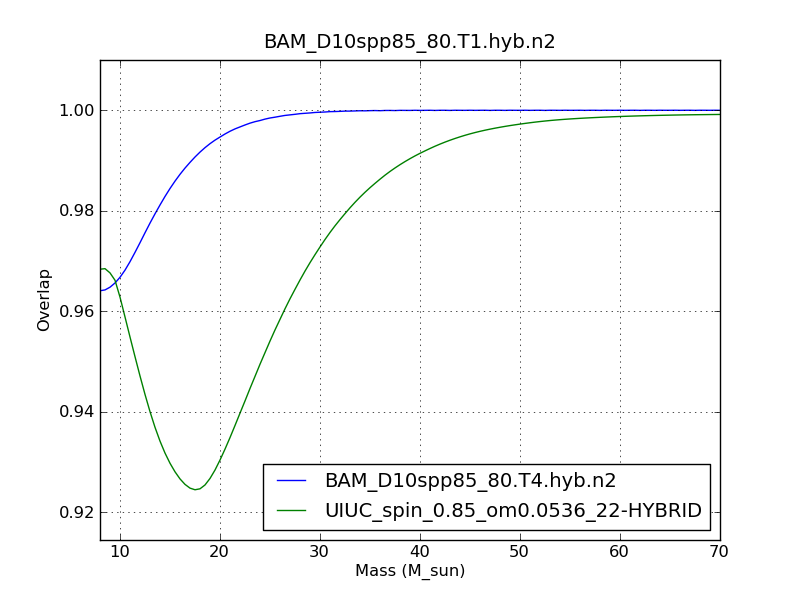 BAM_D10spp85_80.T1.hyb.n2
1.00
0.98
0.96
0.94
0.92
Overlap
BAM_D10spp85_80.T4.hyb.n2
UIUC_spin_0.85_om0.0536_22-HYBRID
10 20 30 40 50 60 70
Mass (M_sun)